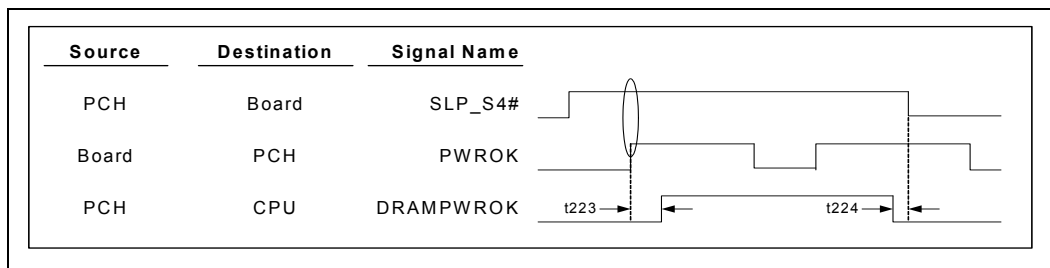 Source Destination Signal Name
PCH Board SLP_S4#
Board PCH PWROK
PCH CPU DRAMPWROK t223 t224